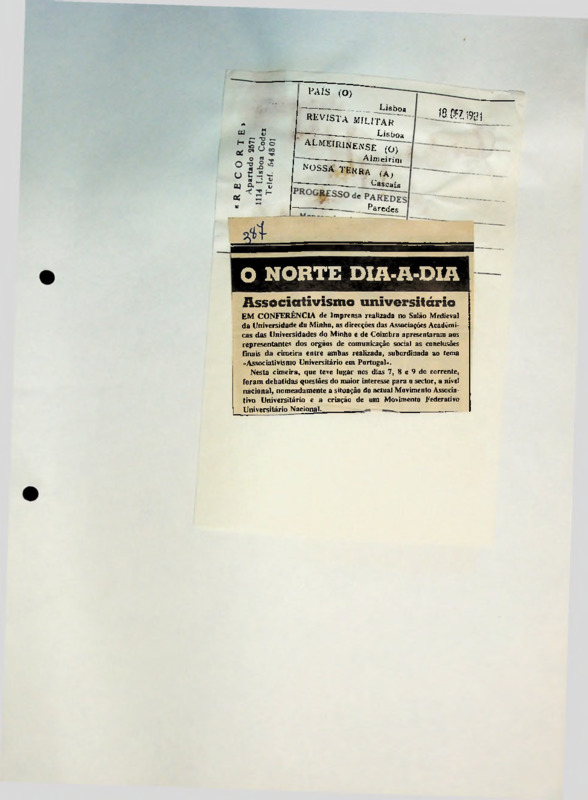 «RECORTE»
Apartado 2571
1114 Lisboa Codex
Telef. 54 48 01
PAÍS (O)
Lisboa
REVISTA MILITAR
Lisboa
ALMEIRINENSE (O)
Almeirim
NOSSA TERRA (A)
Cascais
PROGRESSO de PAREDES
Paredes
387
O NORTE DIA-A-DIA
Associativismo universitário
EM CONFERÊNCIA de Imprensa realizada no Salão Medieval
da Universidade do Minho, as direcções das Associações Académi-
cas das Universidades do Minho e de Coimbra apresentaram aos
representantes dos orgãos de comunicação social as conclusões
finais da cimeira entre ambas realizada, subordinada ao tema
«Associativismo Universitário em Portugal».
Nesta cimeira, que teve lugar nos dias 7, 8 e 9 do corrente,
foram debatidas questões do maior interesse para o sector, a nível
nacional, nomeadamente a situação do actual Movimento Associa-
tivo Universitário e a criação de um Movimento Federativo
Universitário Nacional.